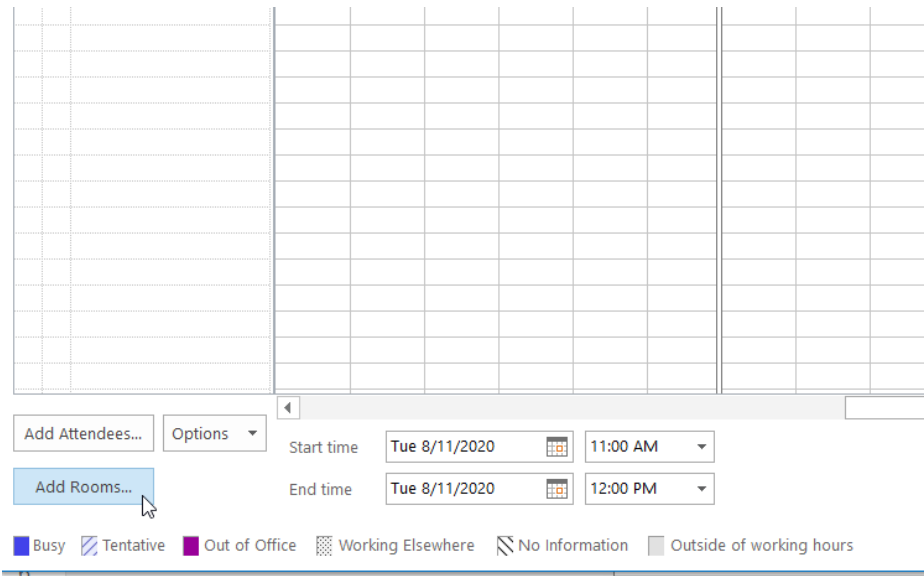 Add Attendees... Options
Start time Tue 8/11/2020 11:00 AM
Add Rooms...
End time Tue 8/11/2020 12:00 PM
Busy Tentative Out of Office Working Elsewhere No Information Outside of working hours